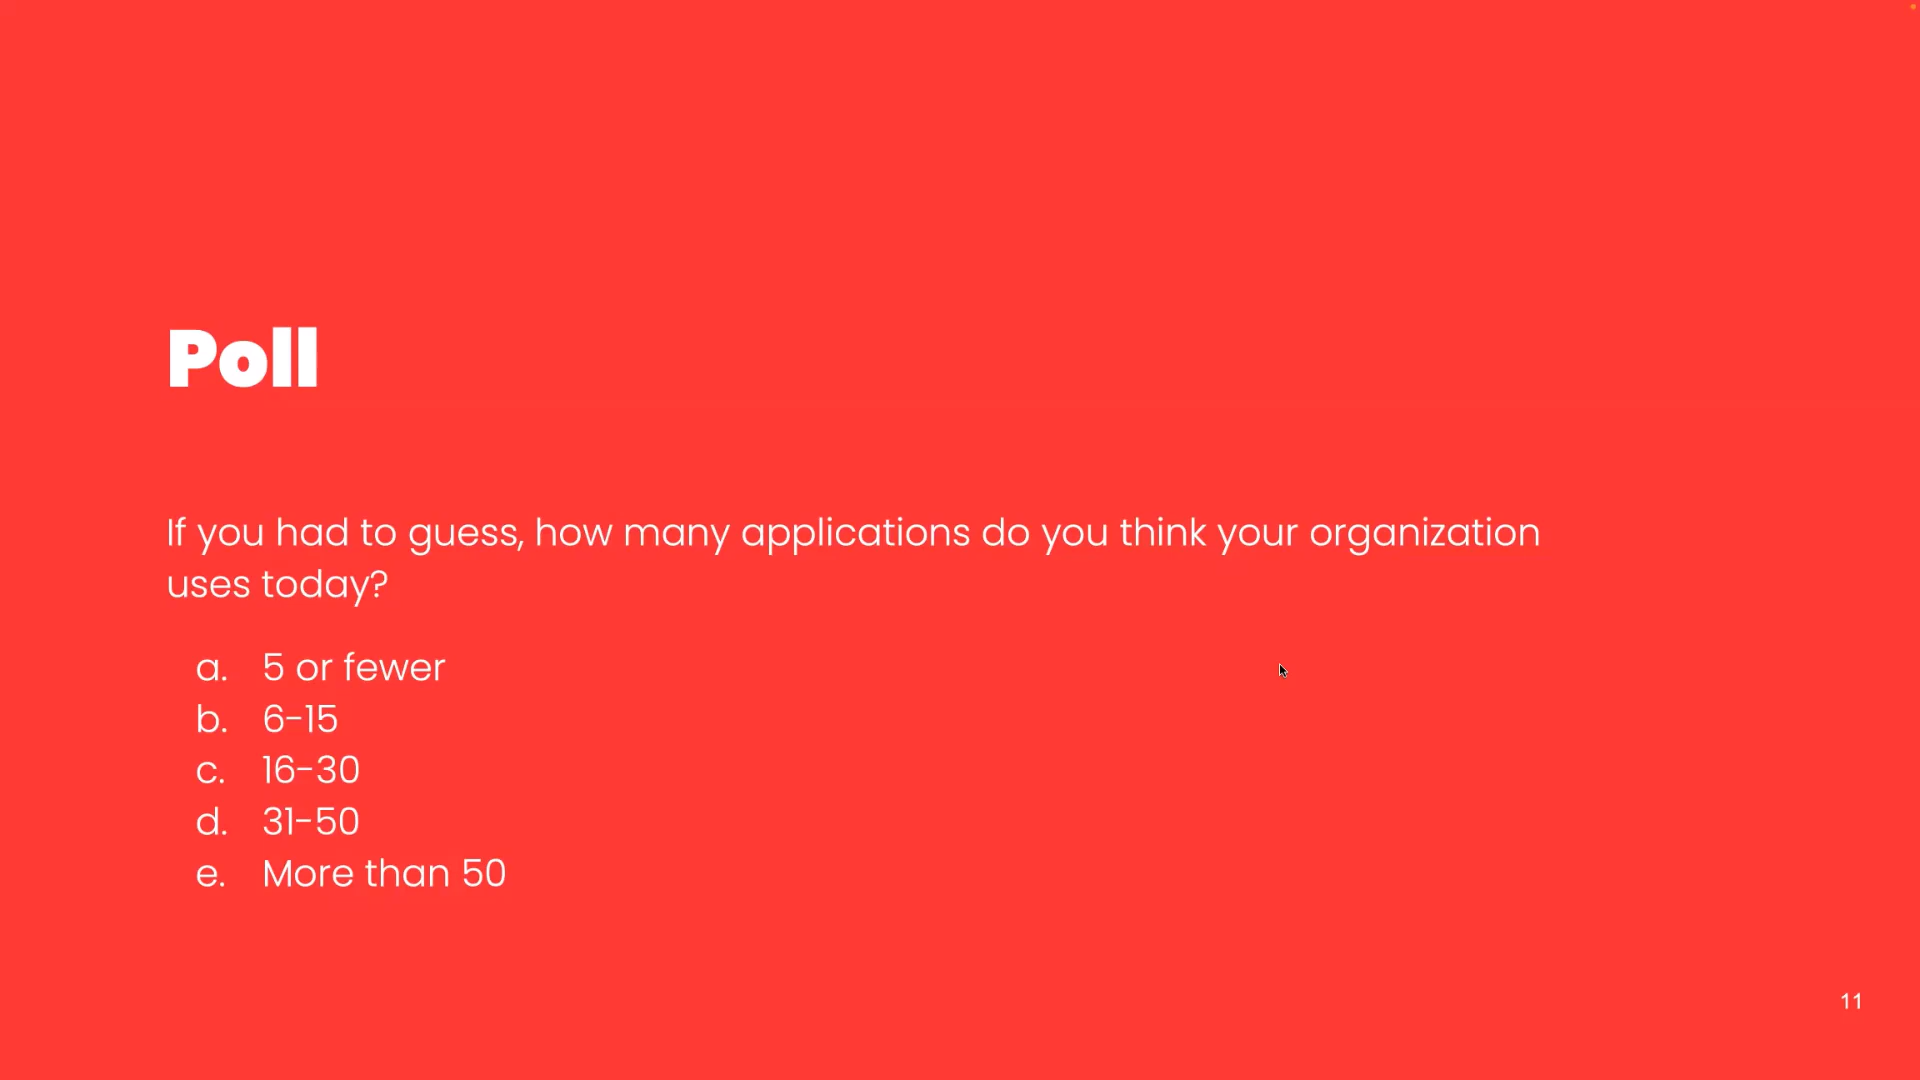 Poll
If you had to guess, how many applications do you think your organization
uses today?
a. 5 or fewer
b. 6-15
c. 16-30
d. 31-50
e. More than 50
11